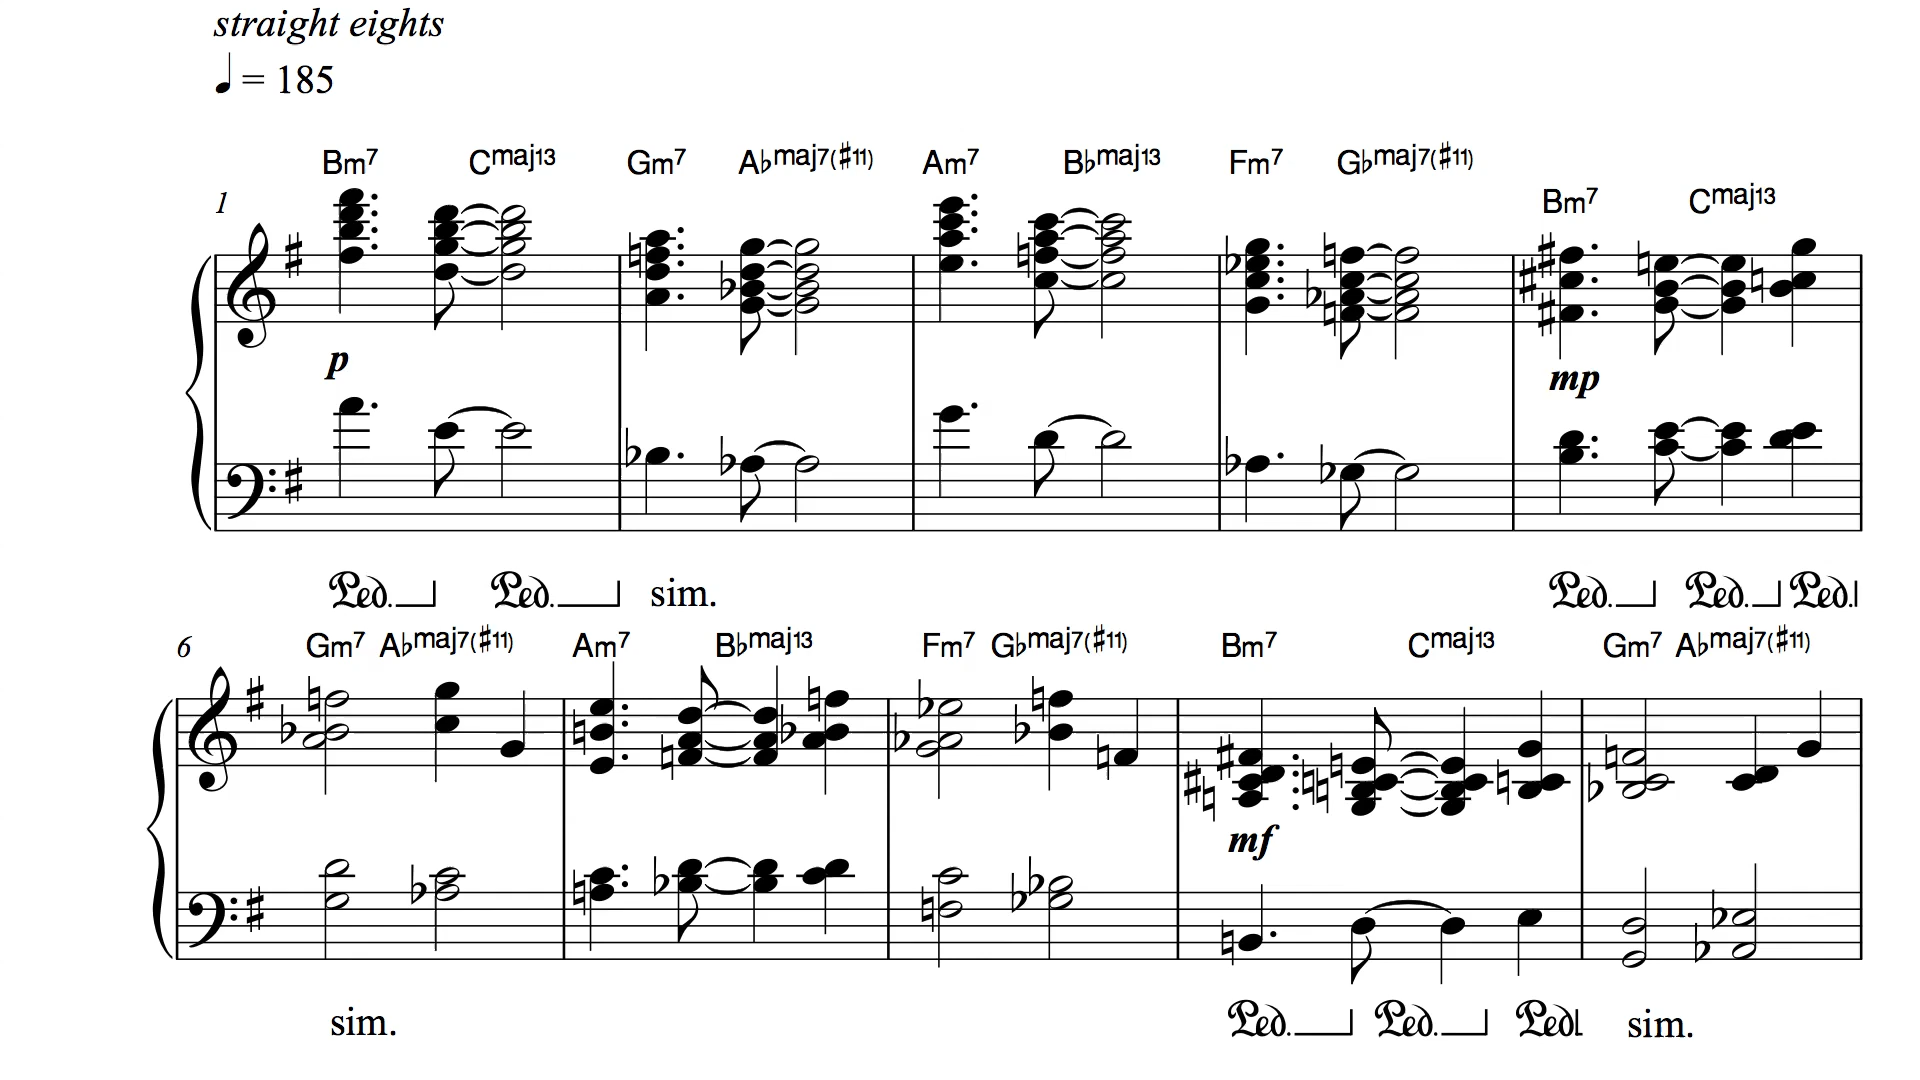 straight eights
♩ = 185
Bm7 Cmaj13 Gm7 A♭maj7(♯11) Am7 B♭maj13 Fm7 G♭maj7(♯11) Bm7 Cmaj13
1
p mp
Ped. Ped. sim. Ped. Ped. Ped.
6 Gm7 A♭maj7(♯11) Am7 B♭maj13 Fm7 G♭maj7(♯11) Bm7 Cmaj13 Gm7 A♭maj7(♯11)
mf
sim. Ped. Ped. Ped. sim.